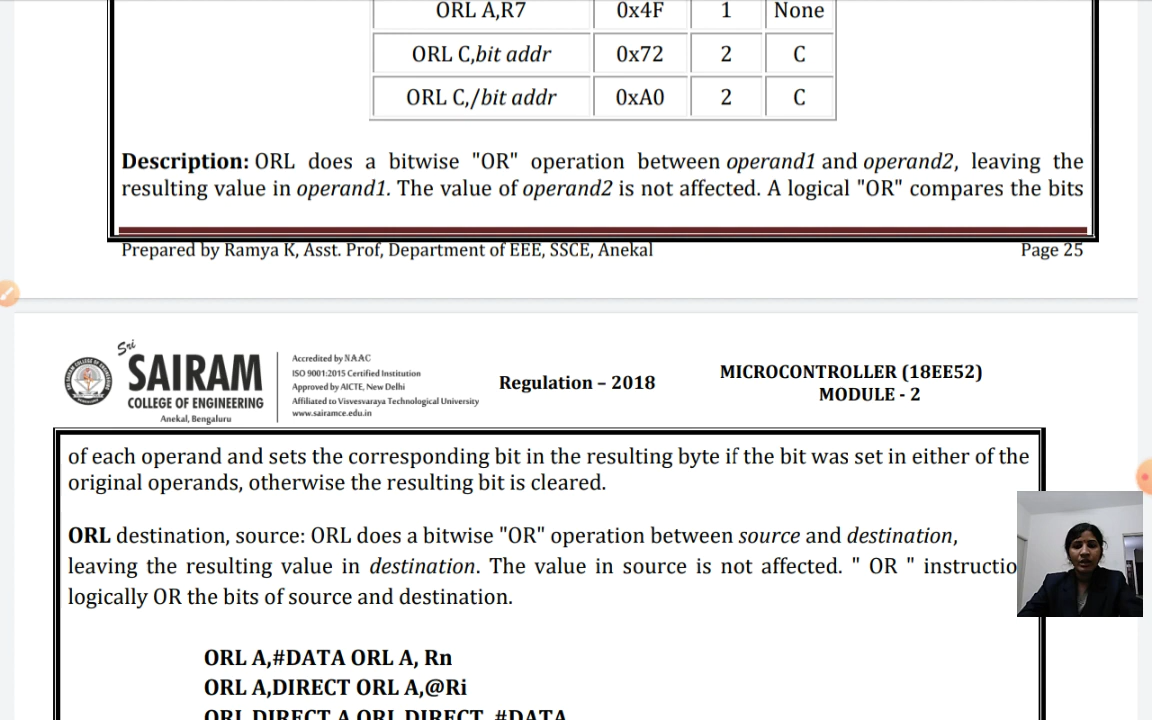 ORL A,R7 0x4F 1 None
ORL C,bit addr 0x72 2 C
ORL C,/bit addr 0xA0 2 C
Description: ORL does a bitwise "OR" operation between operand1 and operand2, leaving the
resulting value in operand1. The value of operand2 is not affected. A logical "OR" compares the bits
Prepared by Ramya K, Asst. Prof, Department of EEE, SSCE, Anekal Page 25
Sri
SAIRAM
COLLEGE OF ENGINEERING
Anekal, Bengaluru
Accredited by NAAC
ISO 9001:2015 Certified Institution
Approved by AICTE, New Delhi
Affiliated to Visvesvaraya Technological University
www.sairamce.edu.in
Regulation – 2018
MICROCONTROLLER (18EE52)
MODULE - 2
of each operand and sets the corresponding bit in the resulting byte if the bit was set in either of the
original operands, otherwise the resulting bit is cleared.
ORL destination, source: ORL does a bitwise "OR" operation between source and destination,
leaving the resulting value in destination. The value in source is not affected. " OR " instructio
logically OR the bits of source and destination.
ORL A,#DATA ORL A, Rn
ORL A,DIRECT ORL A,@Ri
ORL DIRECT,A ORL DIRECT, #DATA